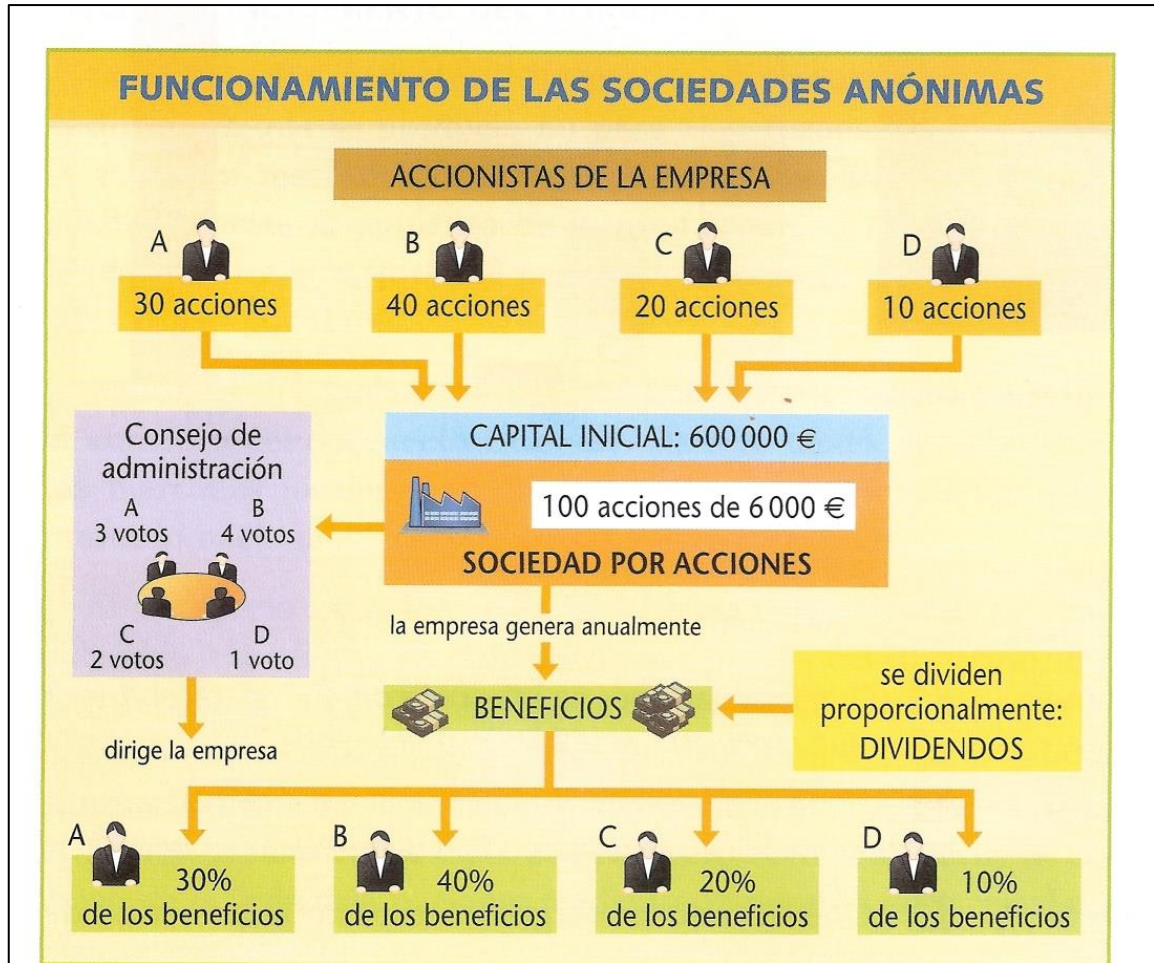 FUNCIONAMIENTO DE LAS SOCIEDADES ANÓNIMAS
ACCIONISTAS DE LA EMPRESA
A
30 acciones
B
40 acciones
C
20 acciones
D
10 acciones
CAPITAL INICIAL: 600 000 €
100 acciones de 6 000 €
SOCIEDAD POR ACCIONES
Consejo de
administración
A B
3 votos 4 votos
C D
2 votos 1 voto
dirige la empresa
la empresa genera anualmente
BENEFICIOS
se dividen
proporcionalmente:
DIVIDENDOS
A
30%
de los beneficios
B
40%
de los beneficios
C
20%
de los beneficios
D
10%
de los beneficios